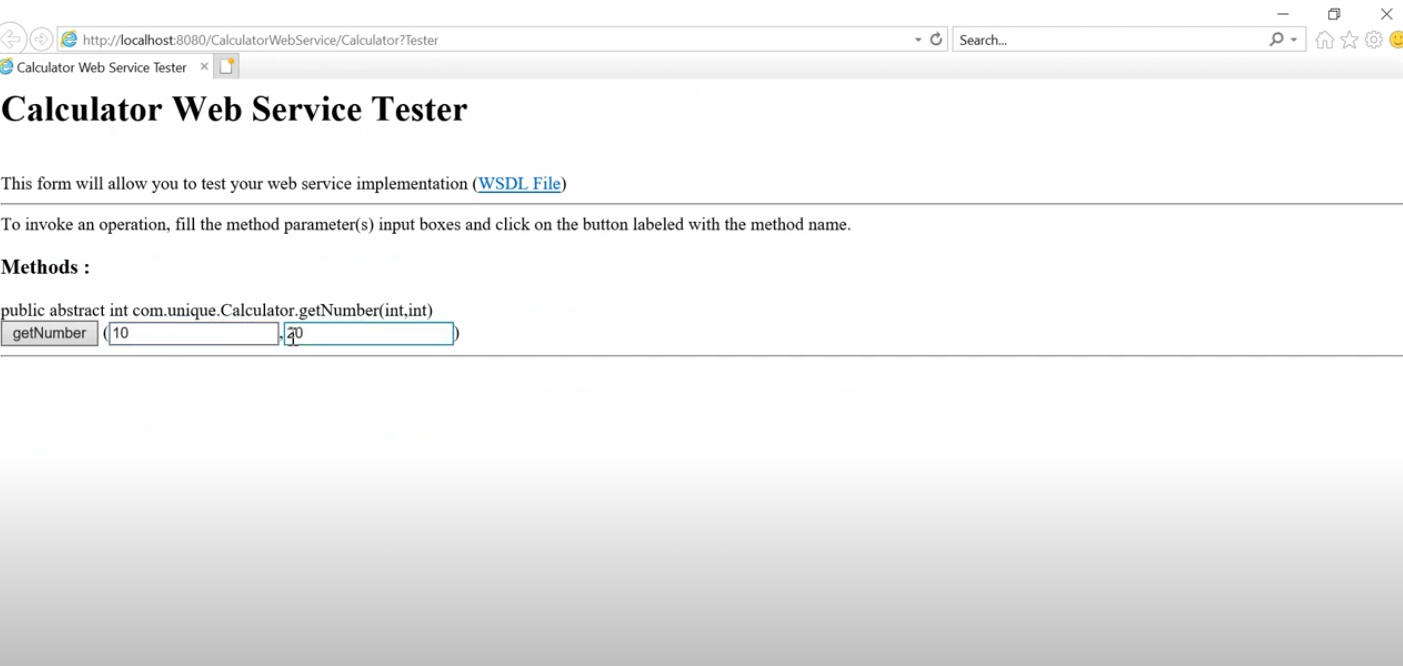 http://localhost:8080/CalculatorWebService/Calculator?Tester
Search...
Calculator Web Service Tester
Calculator Web Service Tester
This form will allow you to test your web service implementation (WSDL File)
To invoke an operation, fill the method parameter(s) input boxes and click on the button labeled with the method name.
Methods :
public abstract int com.unique.Calculator.getNumber(int,int)
getNumber (10,20)